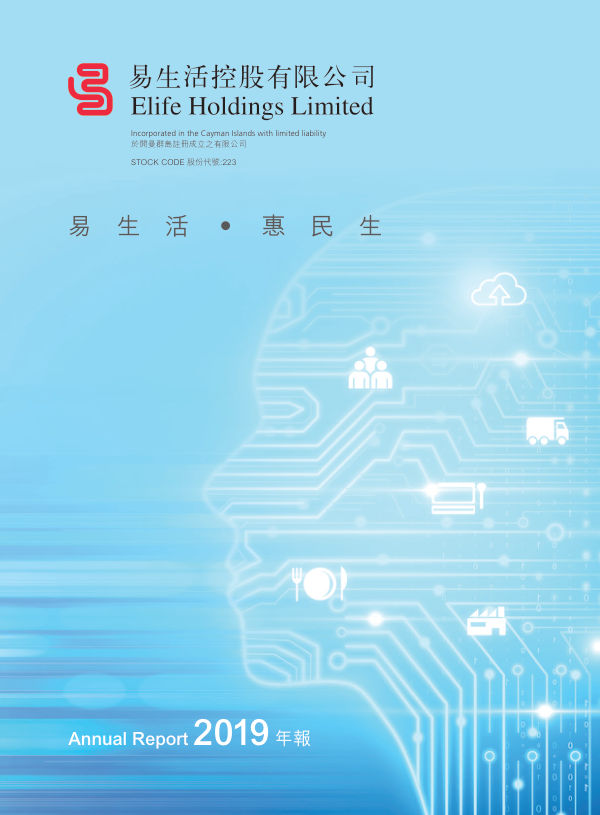 易生活控股有限公司
Elife Holdings Limited
Incorporated in the Cayman Islands with limited liability
於開曼群島註冊成立之有限公司
STOCK CODE 股份代號:223
易生活•惠民生
Annual Report 2019 年報